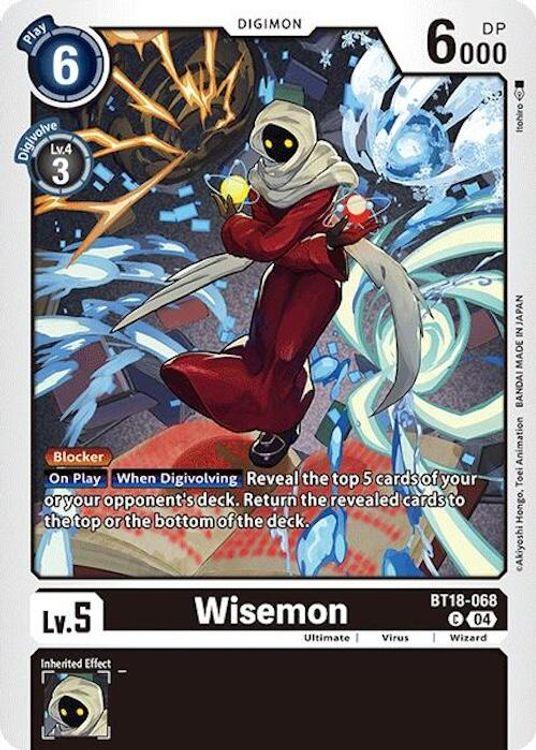 Play
6
DIGIMON
6000
DP
Digivolve
Lv.4
3
Itohiro
Blocker
On Play When Digivolving Reveal the top 5 cards of your
or your opponent's deck. Return the revealed cards to
the top or the bottom of the deck.
©Akiyoshi Hongo, Toei Animation BANDAI MADE IN JAPAN
Lv.5
Wisemon
BT18-068
C 04
Ultimate | Virus | Wizard
Inherited Effect
–